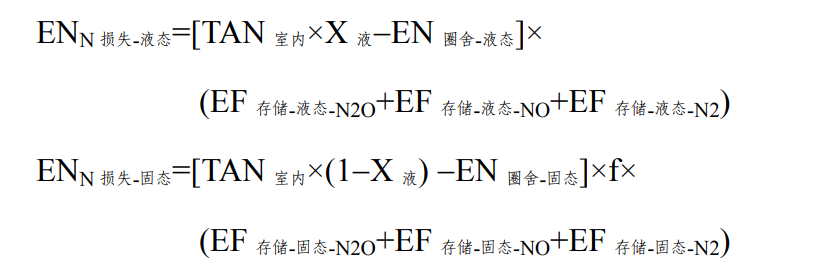 EN N 损失-液态=[TAN 室内×X 液–EN 圈舍-液态]×
(EF 存储-液态-N2O+EF 存储-液态-NO+EF 存储-液态-N2)
EN N 损失-固态=[TAN 室内×(1–X 液) –EN 圈舍-固态]×f×
(EF 存储-固态-N2O+EF 存储-固态-NO+EF 存储-固态-N2)